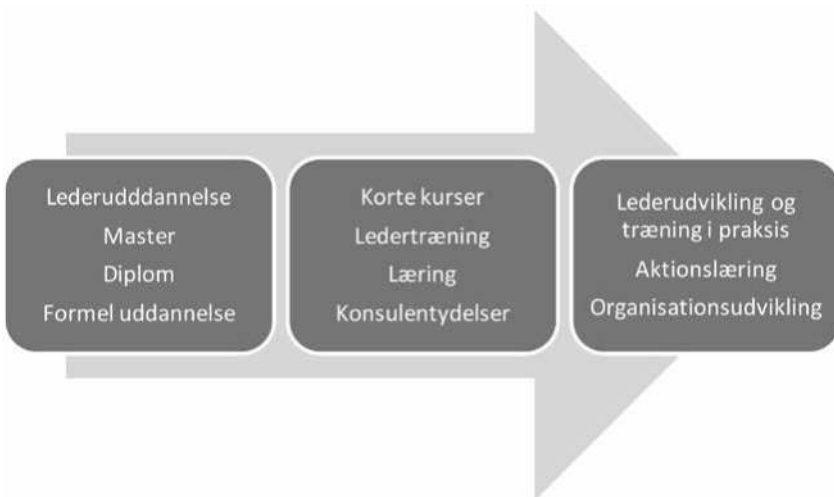 Lederudddannelse
Master
Diplom
Formel uddannelse
Korte kurser
Ledertræning
Læring
Konsulentydelser
Lederudvikling og
træning i praksis
Aktionslæring
Organisationsudvikling